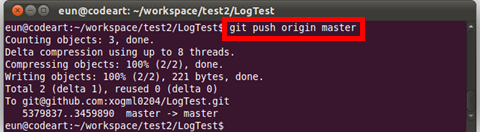 eun@codeart: ~/workspace/test2/LogTest
eun@codeart:~/workspace/test2/LogTest$ git push origin master
Counting objects: 3, done.
Delta compression using up to 8 threads.
Compressing objects: 100% (2/2), done.
Writing objects: 100% (2/2), 221 bytes, done.
Total 2 (delta 1), reused 0 (delta 0)
To git@github.com:xogml0204/LogTest.git
   5379837..3459890  master -> master
eun@codeart:~/workspace/test2/LogTest$